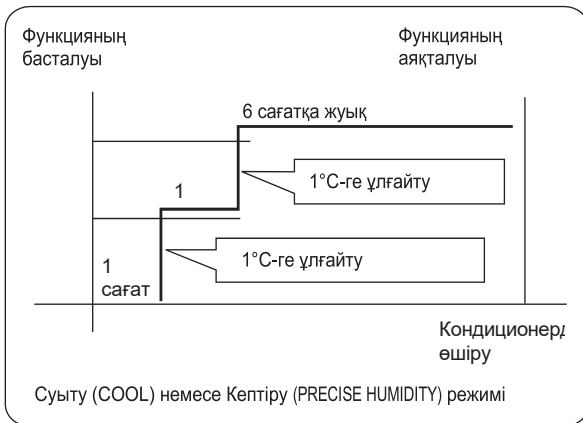 Функцияның
басталуы
Функцияның
аяқталуы
6 сағатқа жуық
1°C-ге ұлғайту
1
1°C-ге ұлғайту
1
сағат
Кондиционерд
өшіру
Суыту (COOL) немесе Кептіру (PRECISE HUMIDITY) режимі